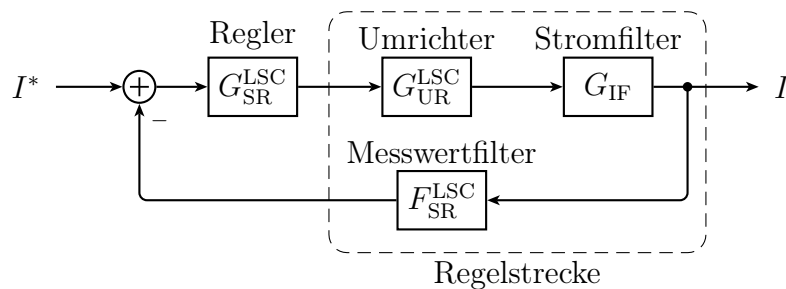 Regler Umrichter Stromfilter
I* + G_SR^LSC G_UR^LSC G_IF I
−
Messwertfilter
F_SR^LSC
Regelstrecke